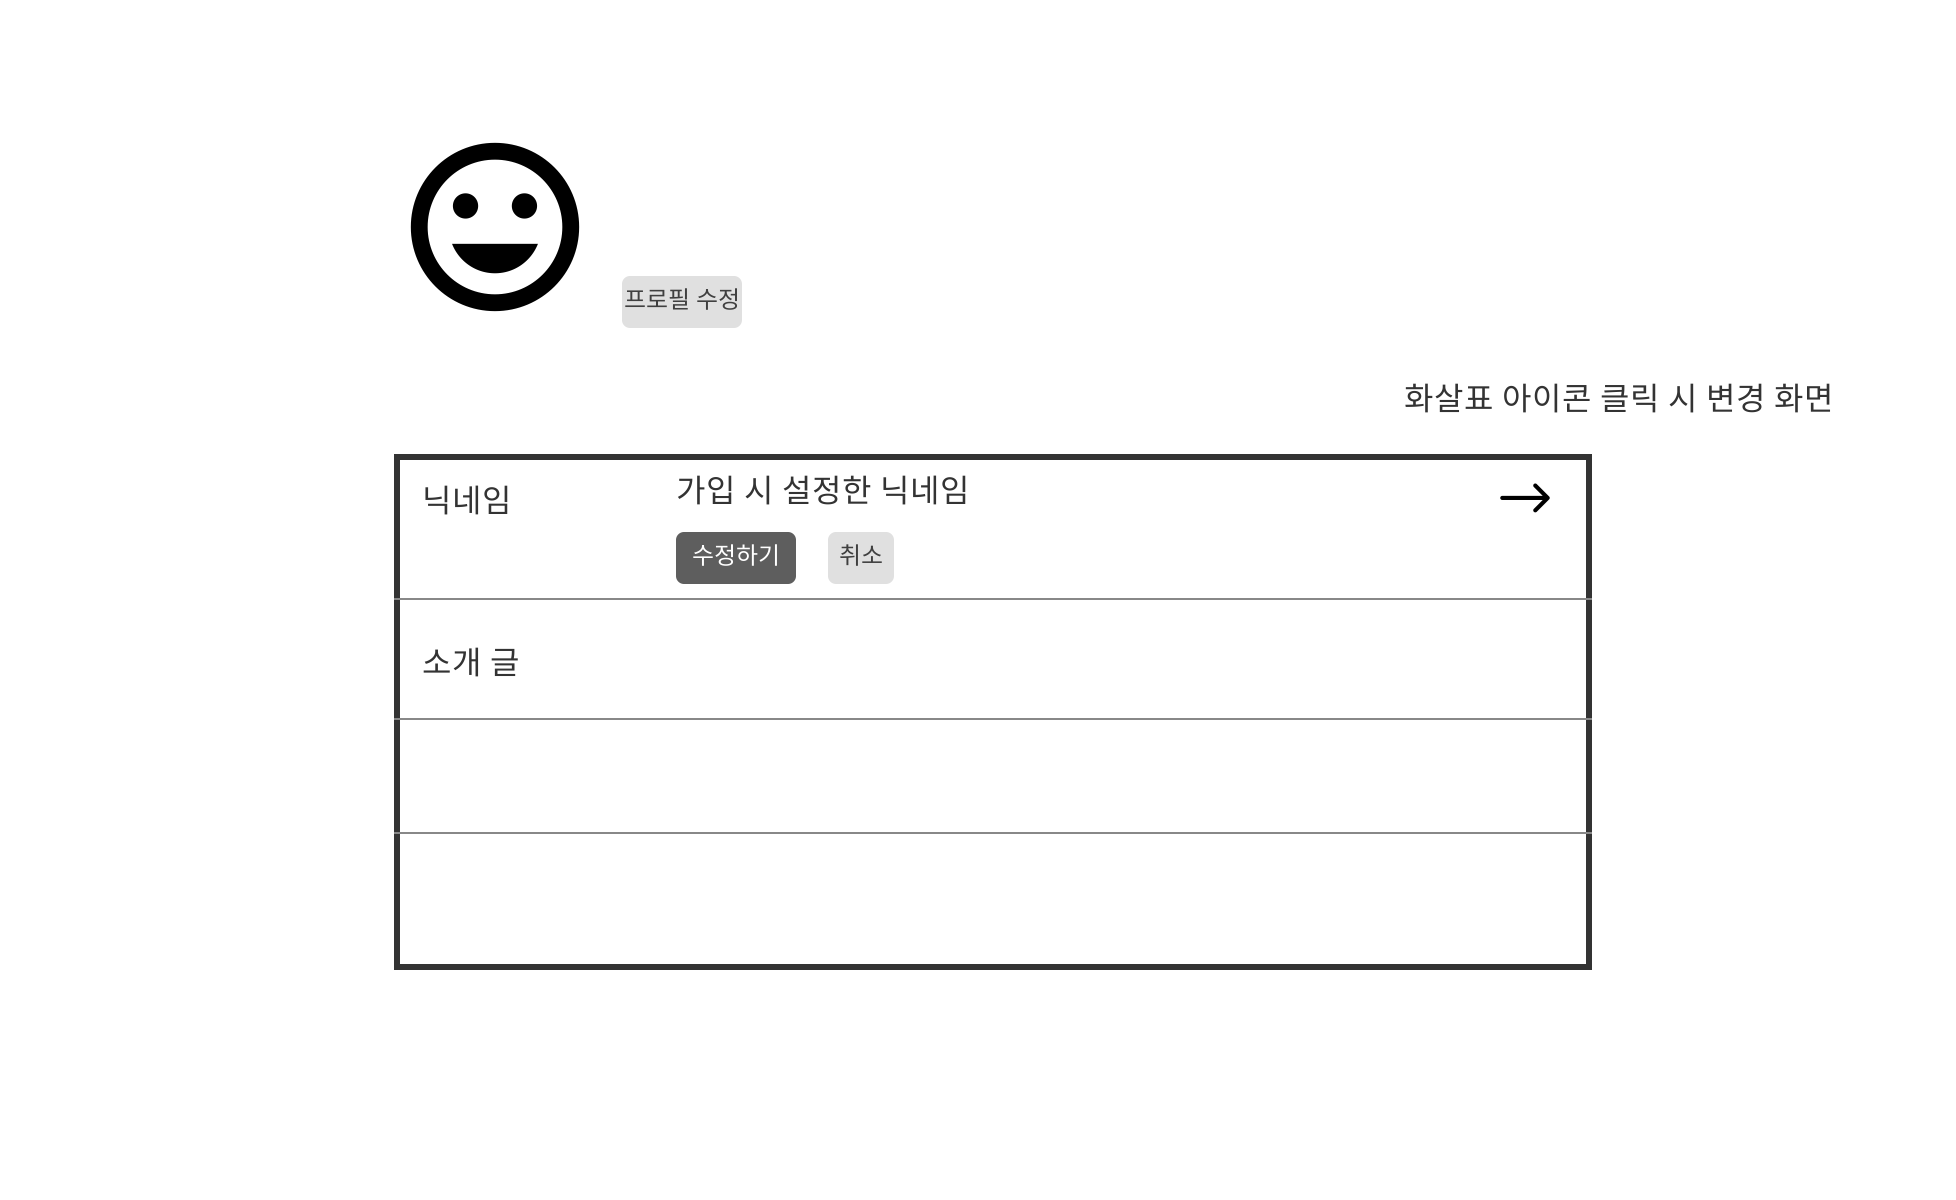 프로필 수정
화살표 아이콘 클릭 시 변경 화면
닉네임
가입 시 설정한 닉네임
수정하기
취소
소개 글